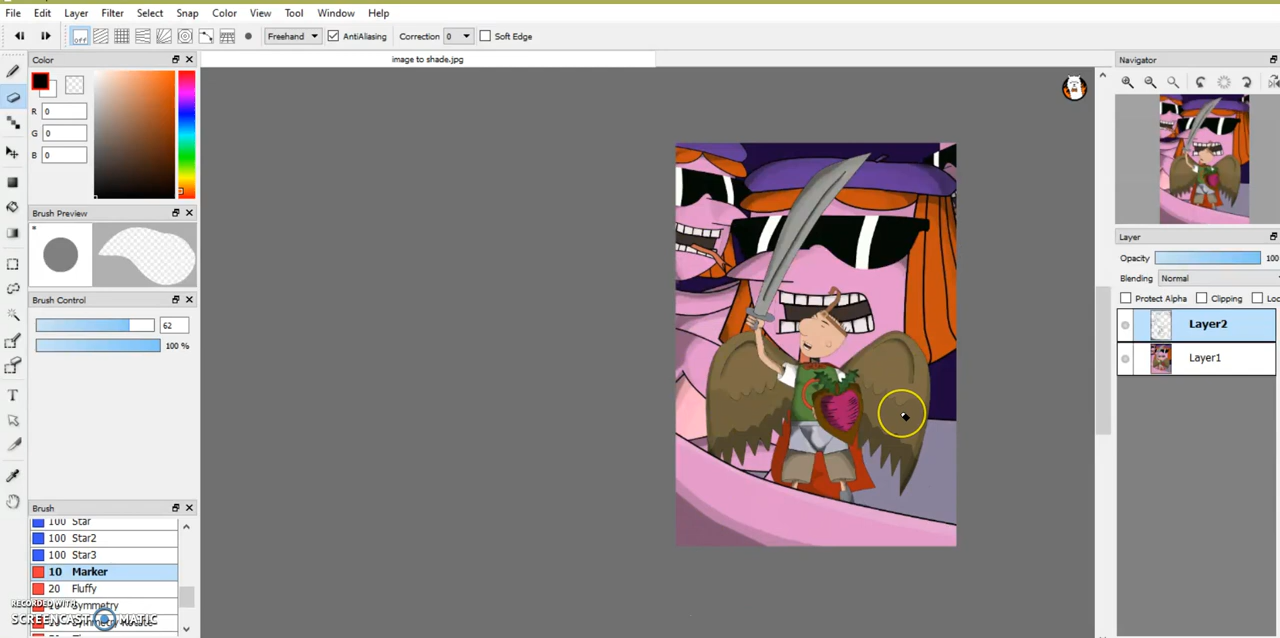 File Edit Layer Filter Select Snap Color View Tool Window Help
off Freehand AntiAliasing Correction 0 Soft Edge
image to shade.jpg
Color
R 0
G 0
B 0
Brush Preview
Brush Control
62
100 %
Brush
100 Star
100 Star2
100 Star3
10 Marker
20 Fluffy
Symmetry
RECORDED WITH
SCREENCAST MATIC
Navigator
Layer
Opacity 100
Blending Normal
Protect Alpha Clipping Loc
Layer2
Layer1